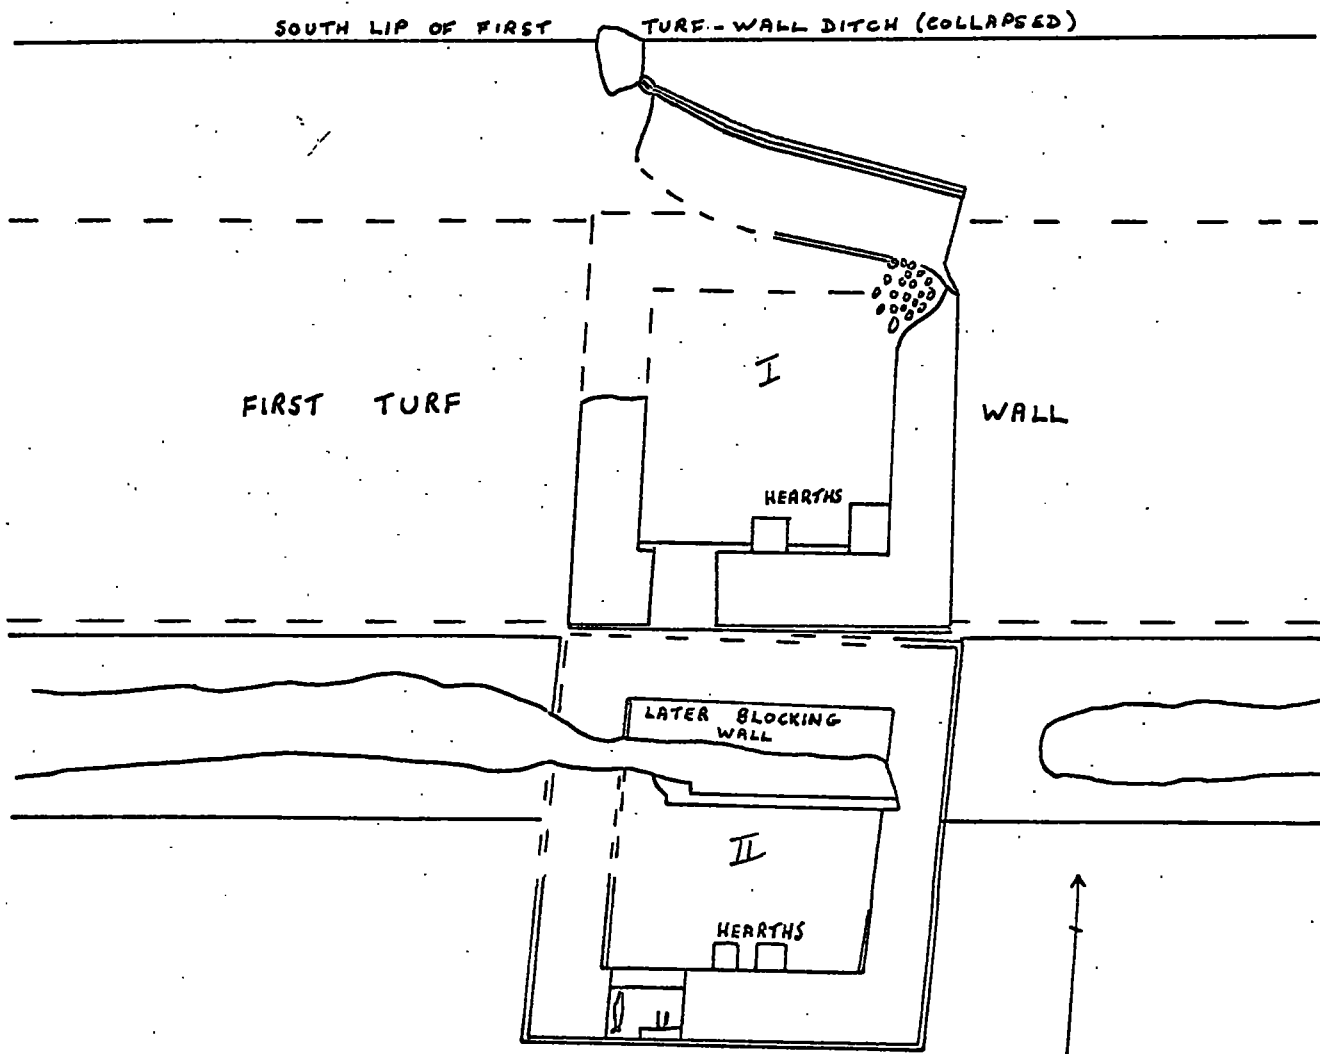 SOUTH LIP OF FIRST TURF-WALL DITCH (COLLAPSED)
I
FIRST TURF WALL
HEARTHS
LATER BLOCKING
WALL
II
HEARTHS